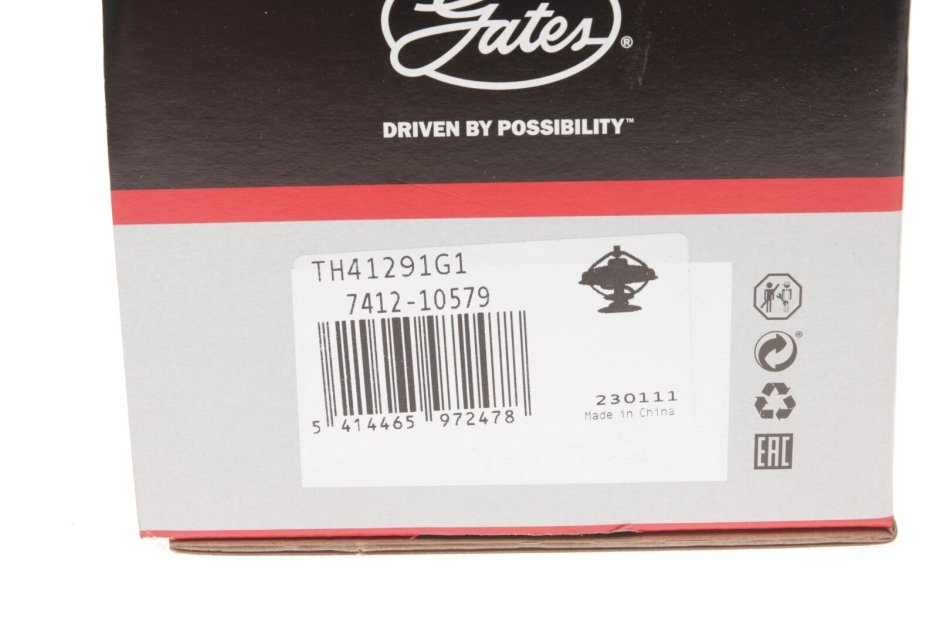 Gates®
DRIVEN BY POSSIBILITY™
TH41291G1
7412-10579
5 414465 972478
230111
Made in China
®
EAC